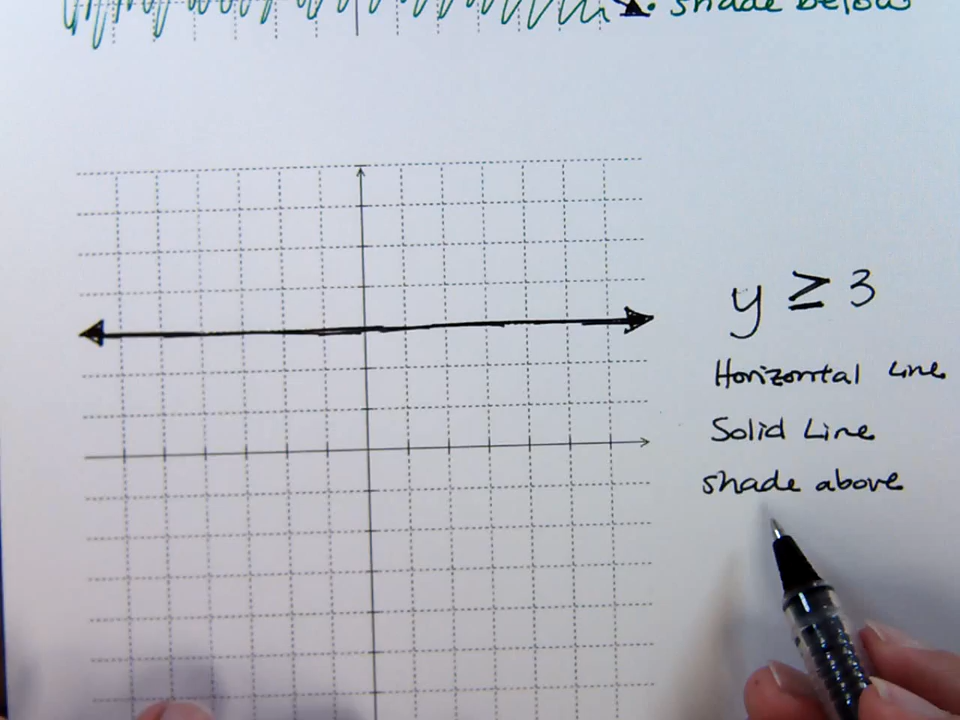 shade below
y ≥ 3
Horizontal Line
Solid Line
shade above